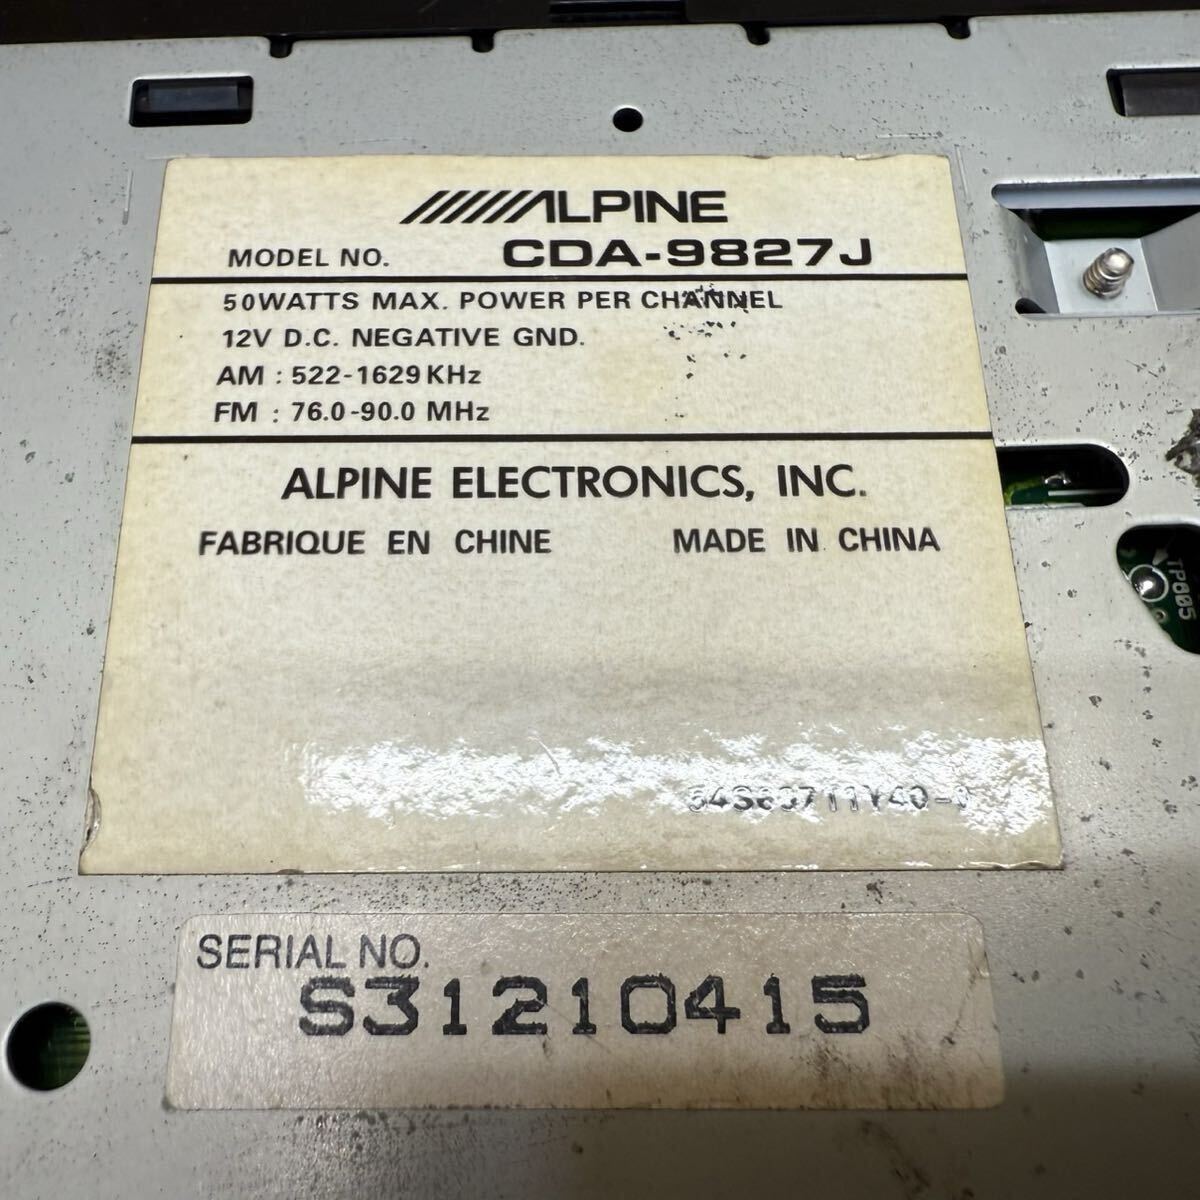 ALPINE
MODEL NO. CDA-9827J
50WATTS MAX. POWER PER CHANNEL
12V D.C. NEGATIVE GND.
AM : 522-1629 KHz
FM : 76.0-90.0 MHz
ALPINE ELECTRONICS, INC.
FABRIQUE EN CHINE MADE IN CHINA
TP605
SERIAL NO.
S31210415